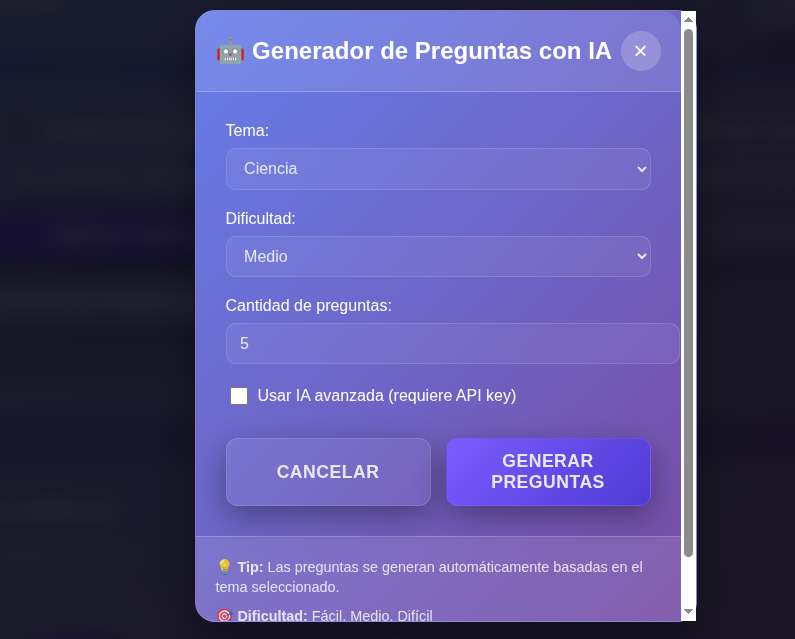 🤖 Generador de Preguntas con IA ✕
Tema:
Ciencia
Dificultad:
Medio
Cantidad de preguntas:
5
Usar IA avanzada (requiere API key)
CANCELAR
GENERAR
PREGUNTAS
💡 Tip: Las preguntas se generan automáticamente basadas en el
tema seleccionado.
🎯 Dificultad: Fácil, Medio, Difícil